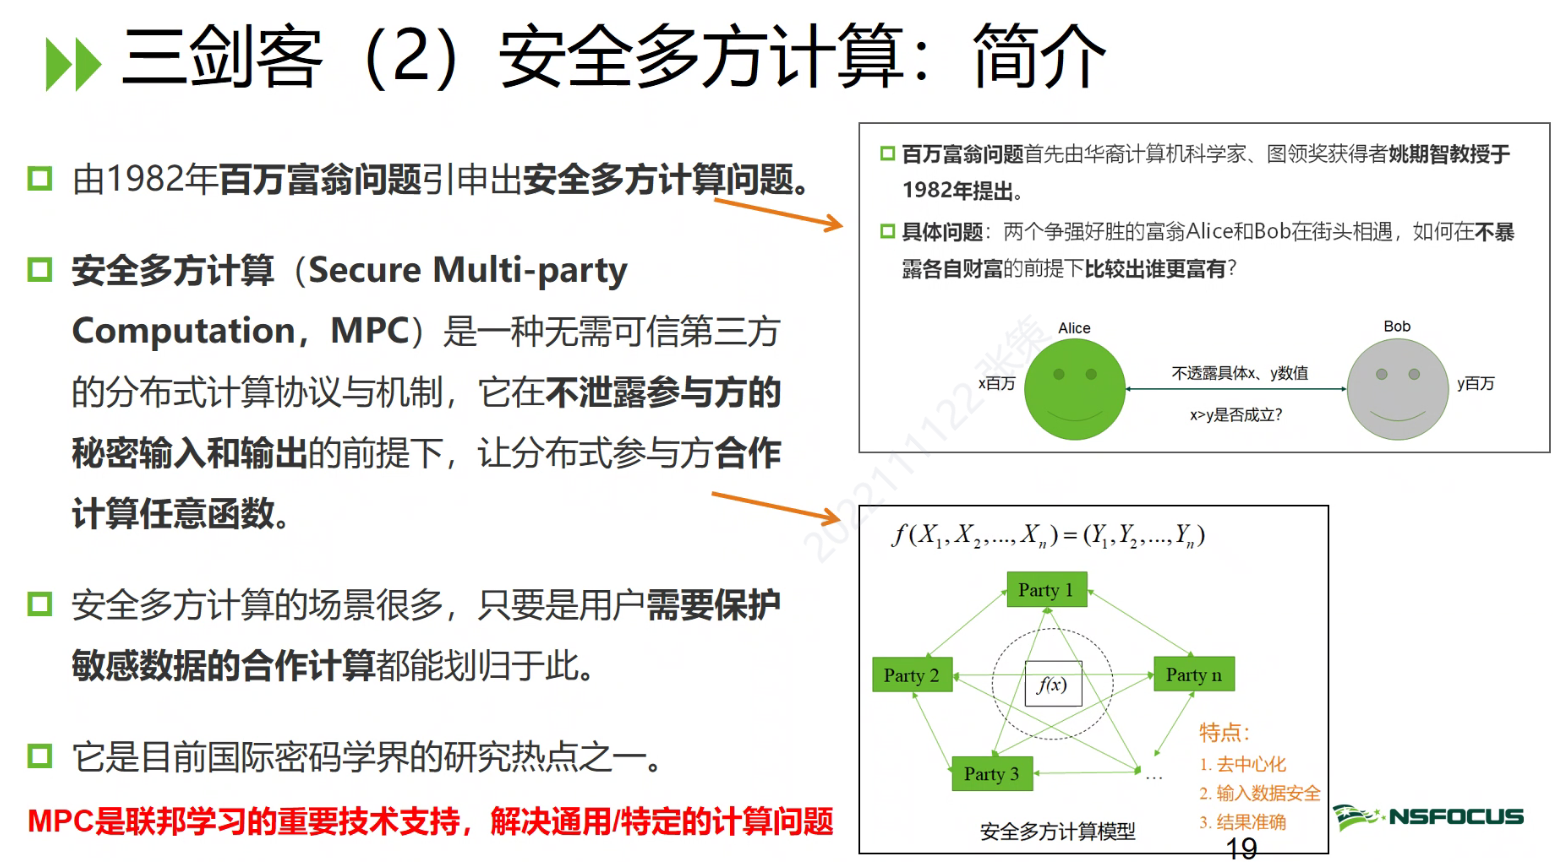 三剑客（2）安全多方计算：简介
由1982年百万富翁问题引申出安全多方计算问题。
安全多方计算（Secure Multi-party
Computation，MPC）是一种无需可信第三方
的分布式计算协议与机制，它在不泄露参与方的
秘密输入和输出的前提下，让分布式参与方合作
计算任意函数。
安全多方计算的场景很多，只要是用户需要保护
敏感数据的合作计算都能划归于此。
它是目前国际密码学界的研究热点之一。
MPC是联邦学习的重要技术支持，解决通用/特定的计算问题
百万富翁问题首先由华裔计算机科学家、图领奖获得者姚期智教授于
1982年提出。
具体问题：两个争强好胜的富翁Alice和Bob在街头相遇，如何在不暴
露各自财富的前提下比较出谁更富有？
Alice
Bob
x百万
不透露具体x、y数值
y百万
x>y是否成立？
f(X₁,X₂,...,Xₙ)=(Y₁,Y₂,...,Yₙ)
Party 1
Party 2
f(x)
Party n
Party 3
...
特点：
1. 去中心化
2. 输入数据安全
3. 结果准确
安全多方计算模型
NSFOCUS
19
2022111122张策